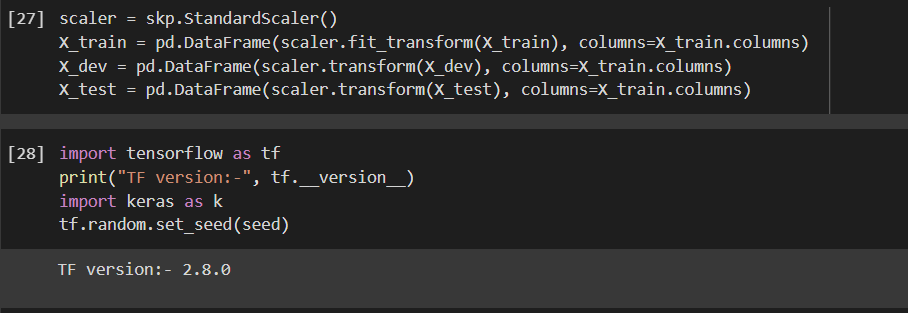 [27] scaler = skp.StandardScaler()
X_train = pd.DataFrame(scaler.fit_transform(X_train), columns=X_train.columns)
X_dev = pd.DataFrame(scaler.transform(X_dev), columns=X_train.columns)
X_test = pd.DataFrame(scaler.transform(X_test), columns=X_train.columns)
[28] import tensorflow as tf
print("TF version:-", tf.__version__)
import keras as k
tf.random.set_seed(seed)
TF version:- 2.8.0